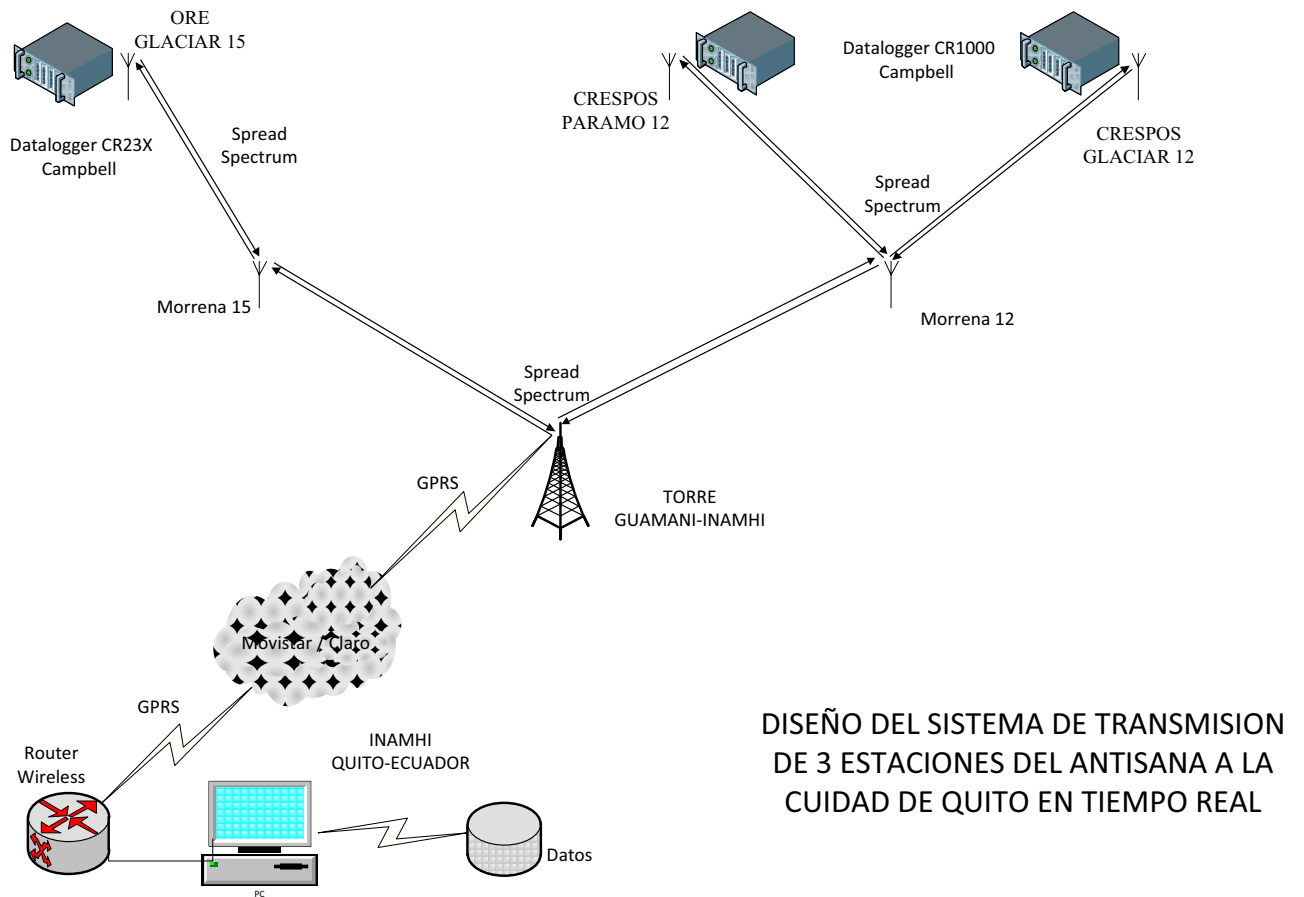 ORE
GLACIAR 15
Datalogger CR1000
Campbell
CRESPOS
PARAMO 12
CRESPOS
GLACIAR 12
Datalogger CR23X
Campbell
Spread
Spectrum
Spread
Spectrum
Morrena 15
Morrena 12
Spread
Spectrum
GPRS
TORRE
GUAMANI-INAMHI
Movistar / Claro
GPRS
INAMHI
QUITO-ECUADOR
Router
Wireless
Datos
PC
DISEÑO DEL SISTEMA DE TRANSMISION
DE 3 ESTACIONES DEL ANTISANA A LA
CUIDAD DE QUITO EN TIEMPO REAL